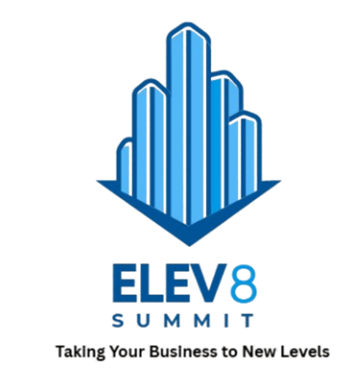 ELEV8
SUMMIT
Taking Your Business to New Levels